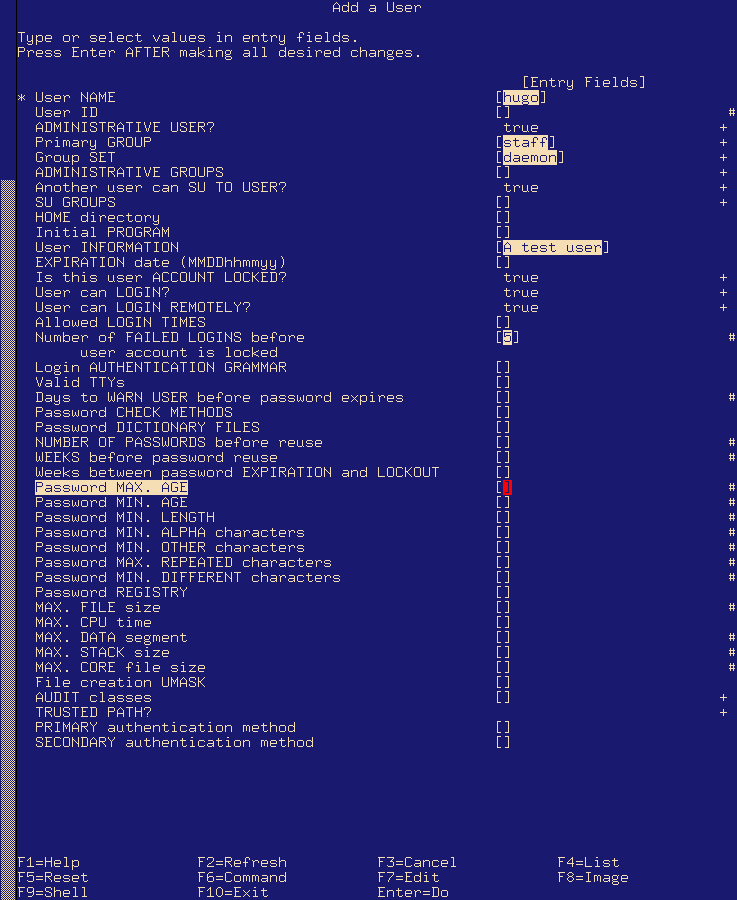 Add a User
Type or select values in entry fields.
Press Enter AFTER making all desired changes.
[Entry Fields]
* User NAME [hugo]
User ID [] #
ADMINISTRATIVE USER? true +
Primary GROUP [staff] +
Group SET [daemon] +
ADMINISTRATIVE GROUPS [] +
Another user can SU TO USER? true +
SU GROUPS [] +
HOME directory []
Initial PROGRAM []
User INFORMATION [A test user]
EXPIRATION date (MMDDhhmmyy) []
Is this user ACCOUNT LOCKED? true +
User can LOGIN? true +
User can LOGIN REMOTELY? true +
Allowed LOGIN TIMES []
Number of FAILED LOGINS before [5] #
user account is locked
Login AUTHENTICATION GRAMMAR []
Valid TTYs []
Days to WARN USER before password expires [] #
Password CHECK METHODS []
Password DICTIONARY FILES []
NUMBER OF PASSWORDS before reuse [] #
WEEKS before password reuse [] #
Weeks between password EXPIRATION and LOCKOUT []
Password MAX. AGE [] #
Password MIN. AGE [] #
Password MIN. LENGTH [] #
Password MIN. ALPHA characters [] #
Password MIN. OTHER characters [] #
Password MAX. REPEATED characters [] #
Password MIN. DIFFERENT characters [] #
Password REGISTRY []
MAX. FILE size [] #
MAX. CPU time []
MAX. DATA segment [] #
MAX. STACK size [] #
MAX. CORE file size [] #
File creation UMASK []
AUDIT classes [] +
TRUSTED PATH? +
PRIMARY authentication method []
SECONDARY authentication method []
F1=Help F2=Refresh F3=Cancel F4=List
F5=Reset F6=Command F7=Edit F8=Image
F9=Shell F10=Exit Enter=Do